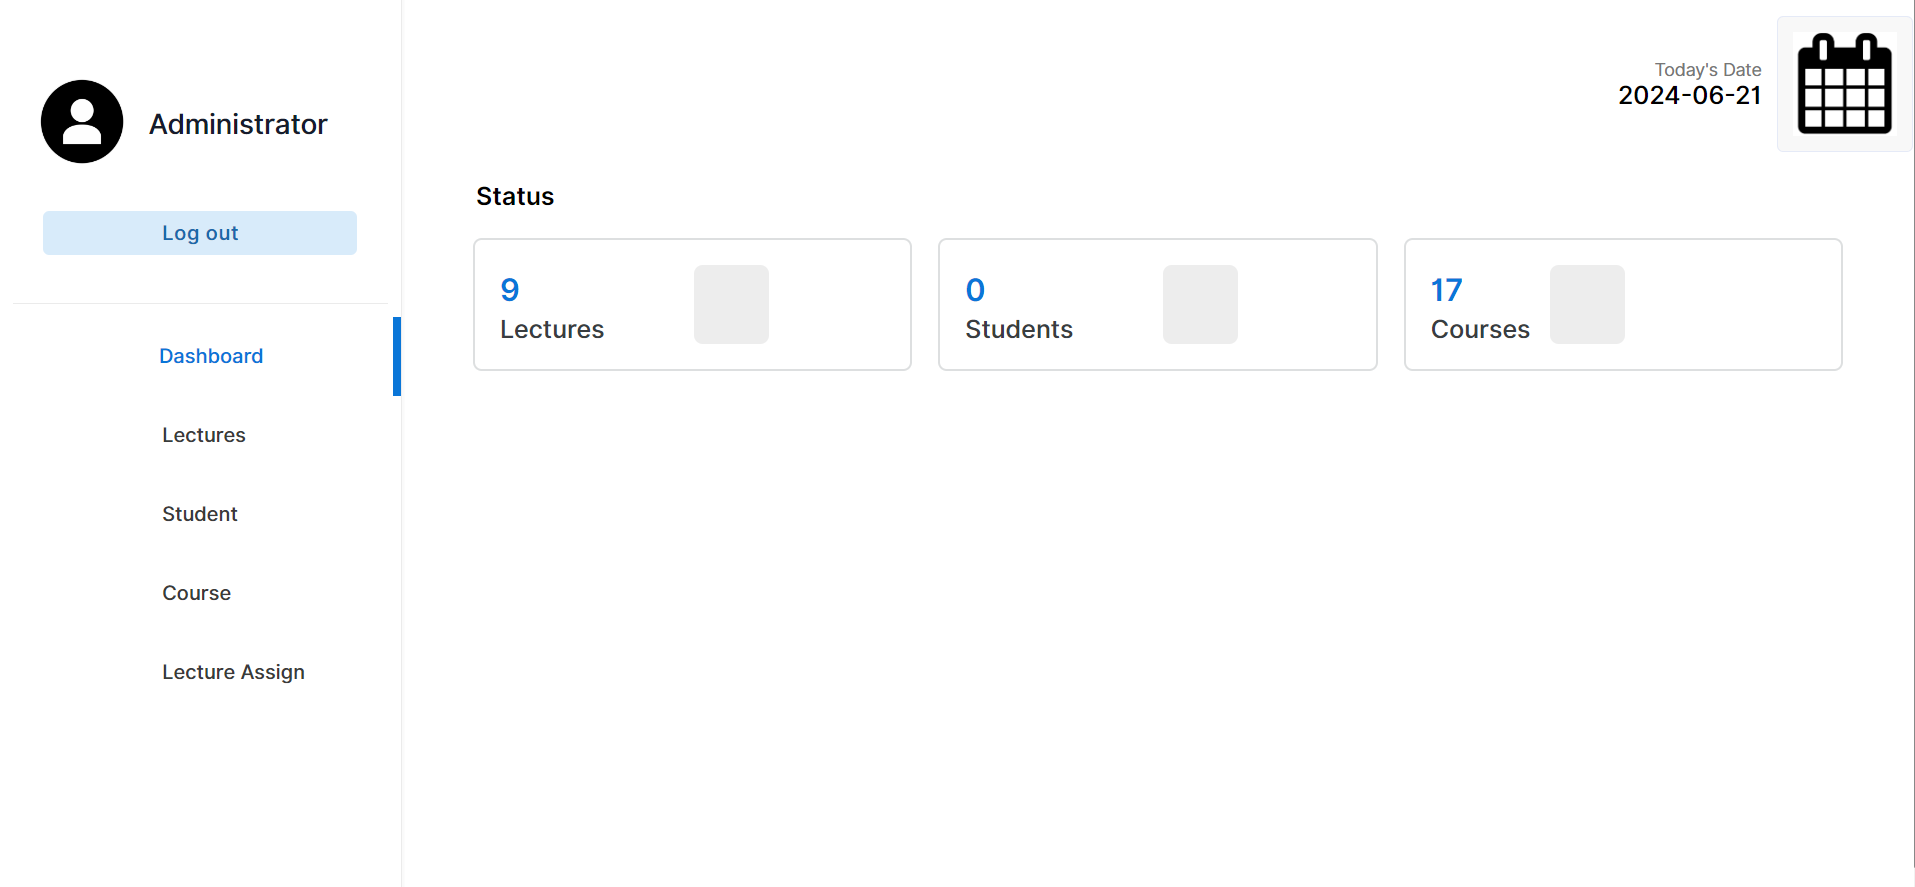 Administrator
Log out
Dashboard
Lectures
Student
Course
Lecture Assign
Today's Date
2024-06-21
Status
9
Lectures
0
Students
17
Courses